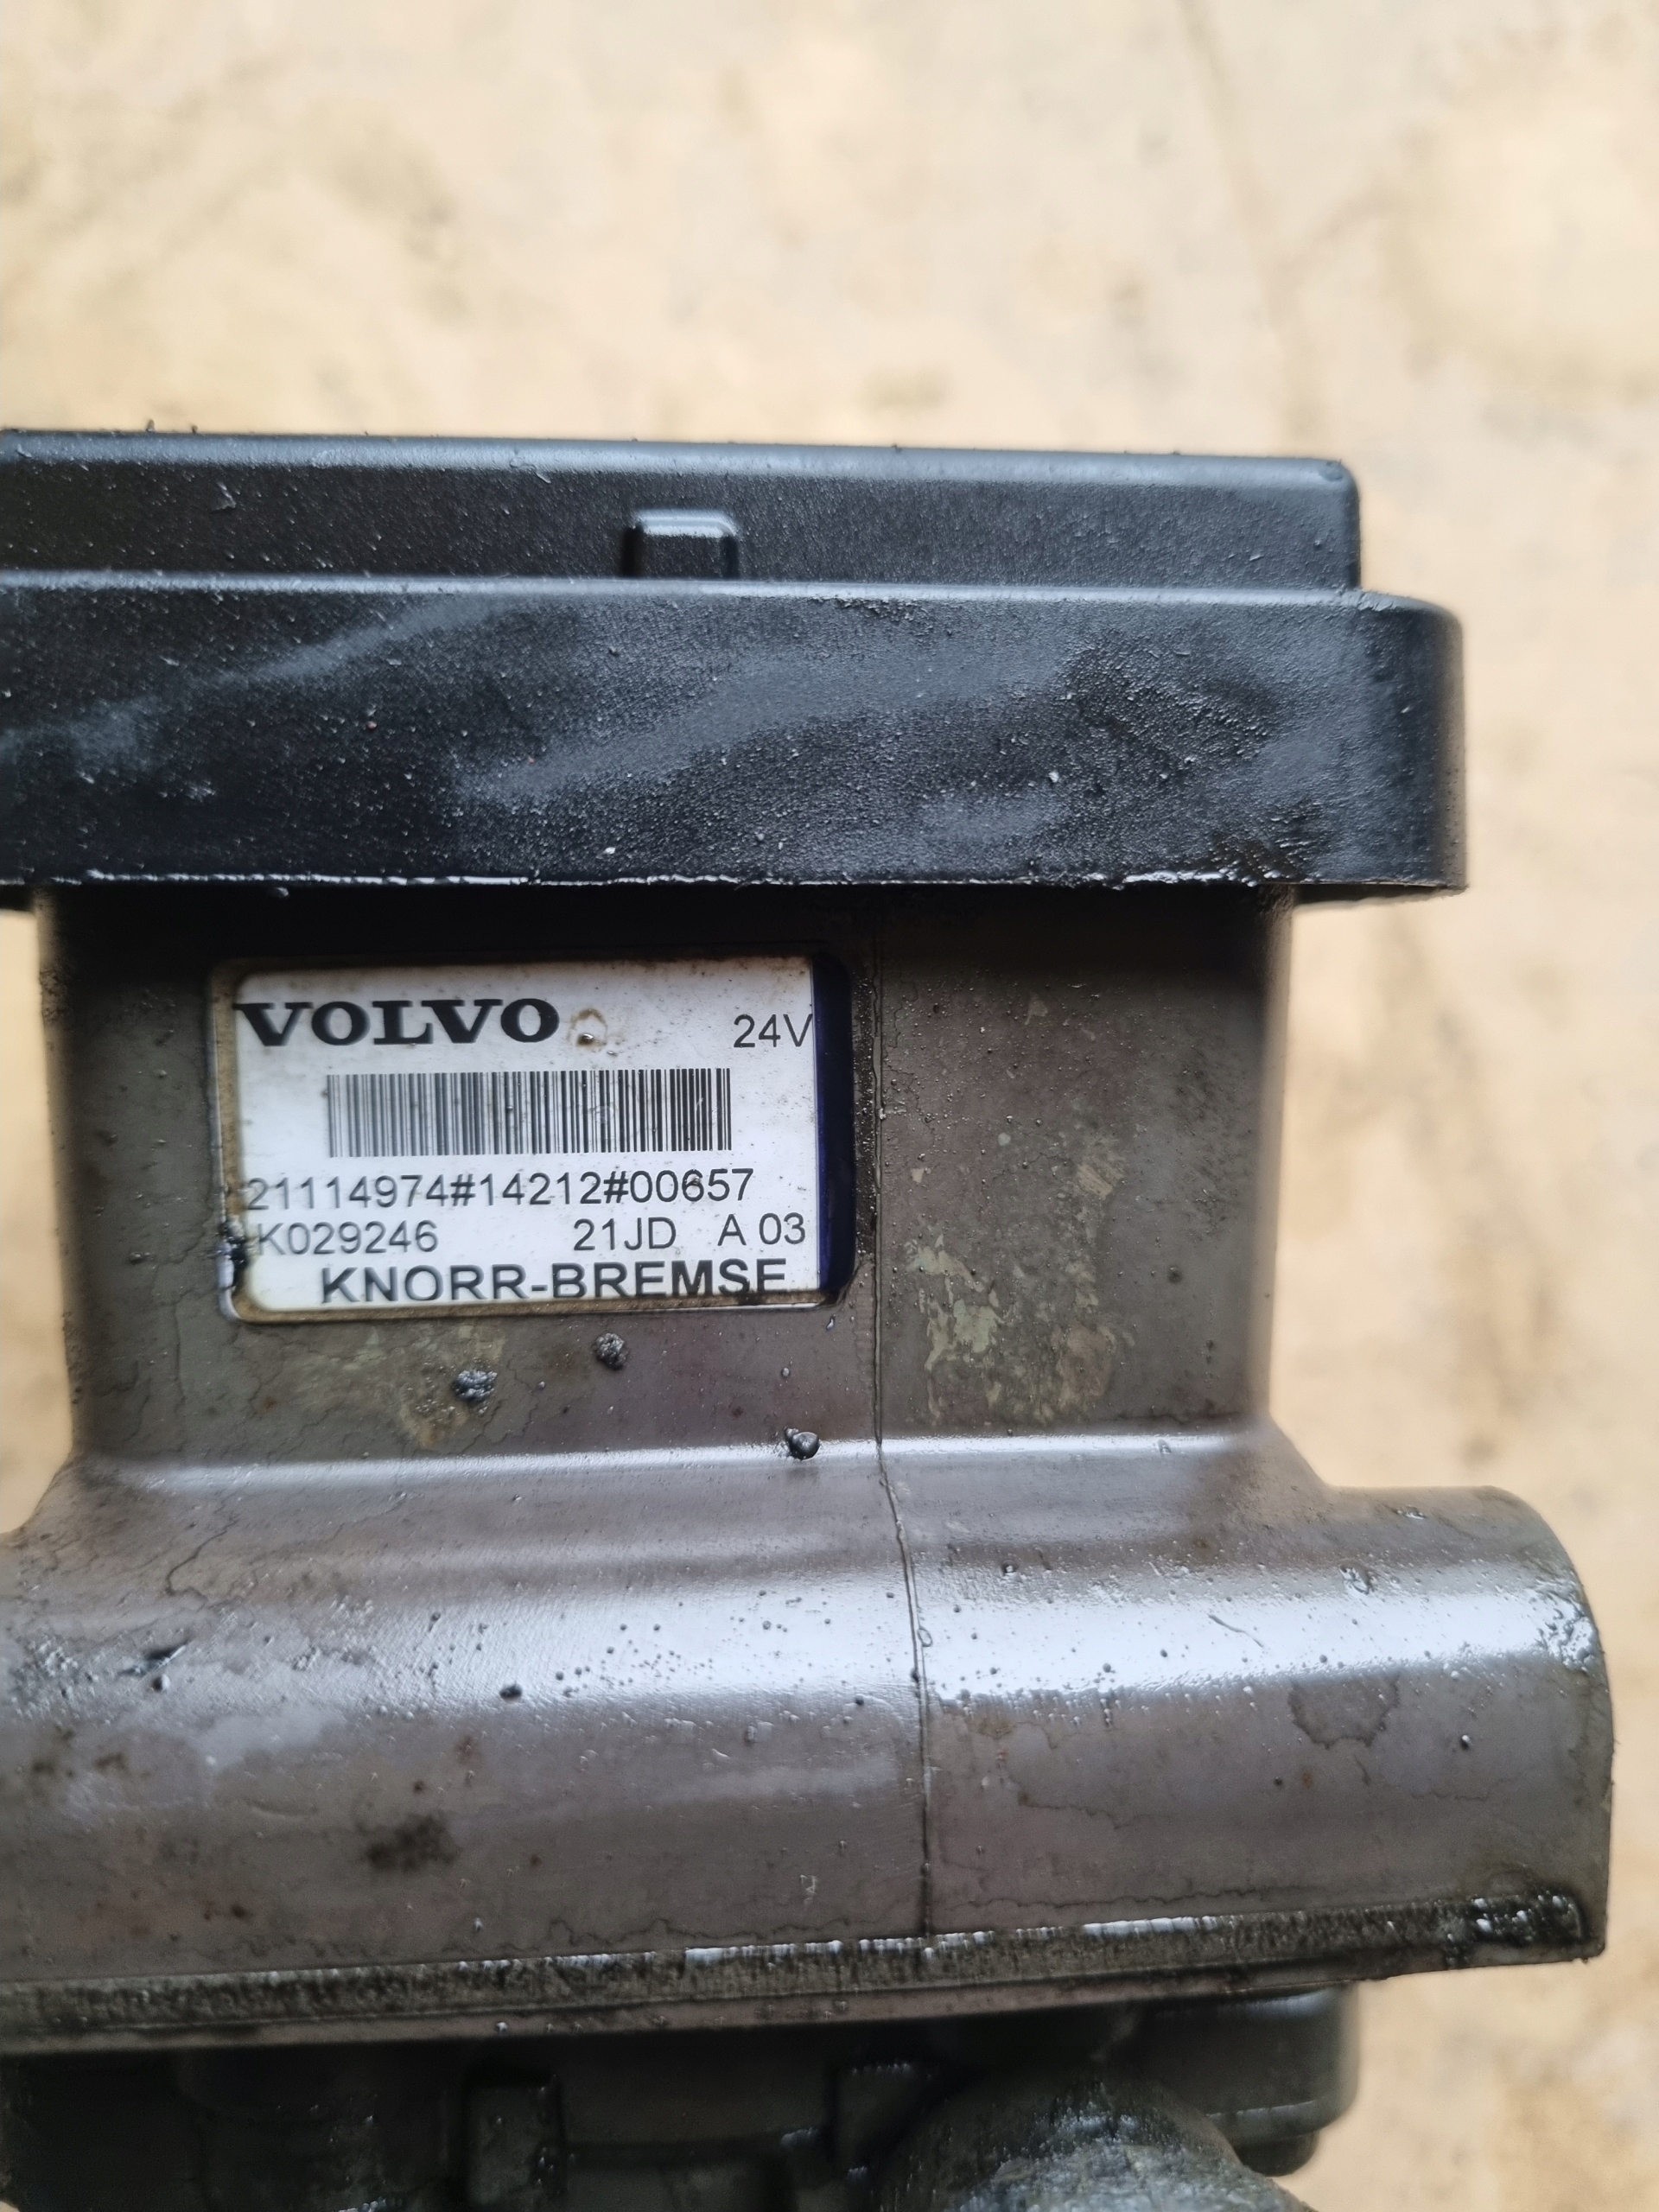 VOLVO 24V
21114974#14212#00657
K029246 21JD A 03
KNORR-BREMSE